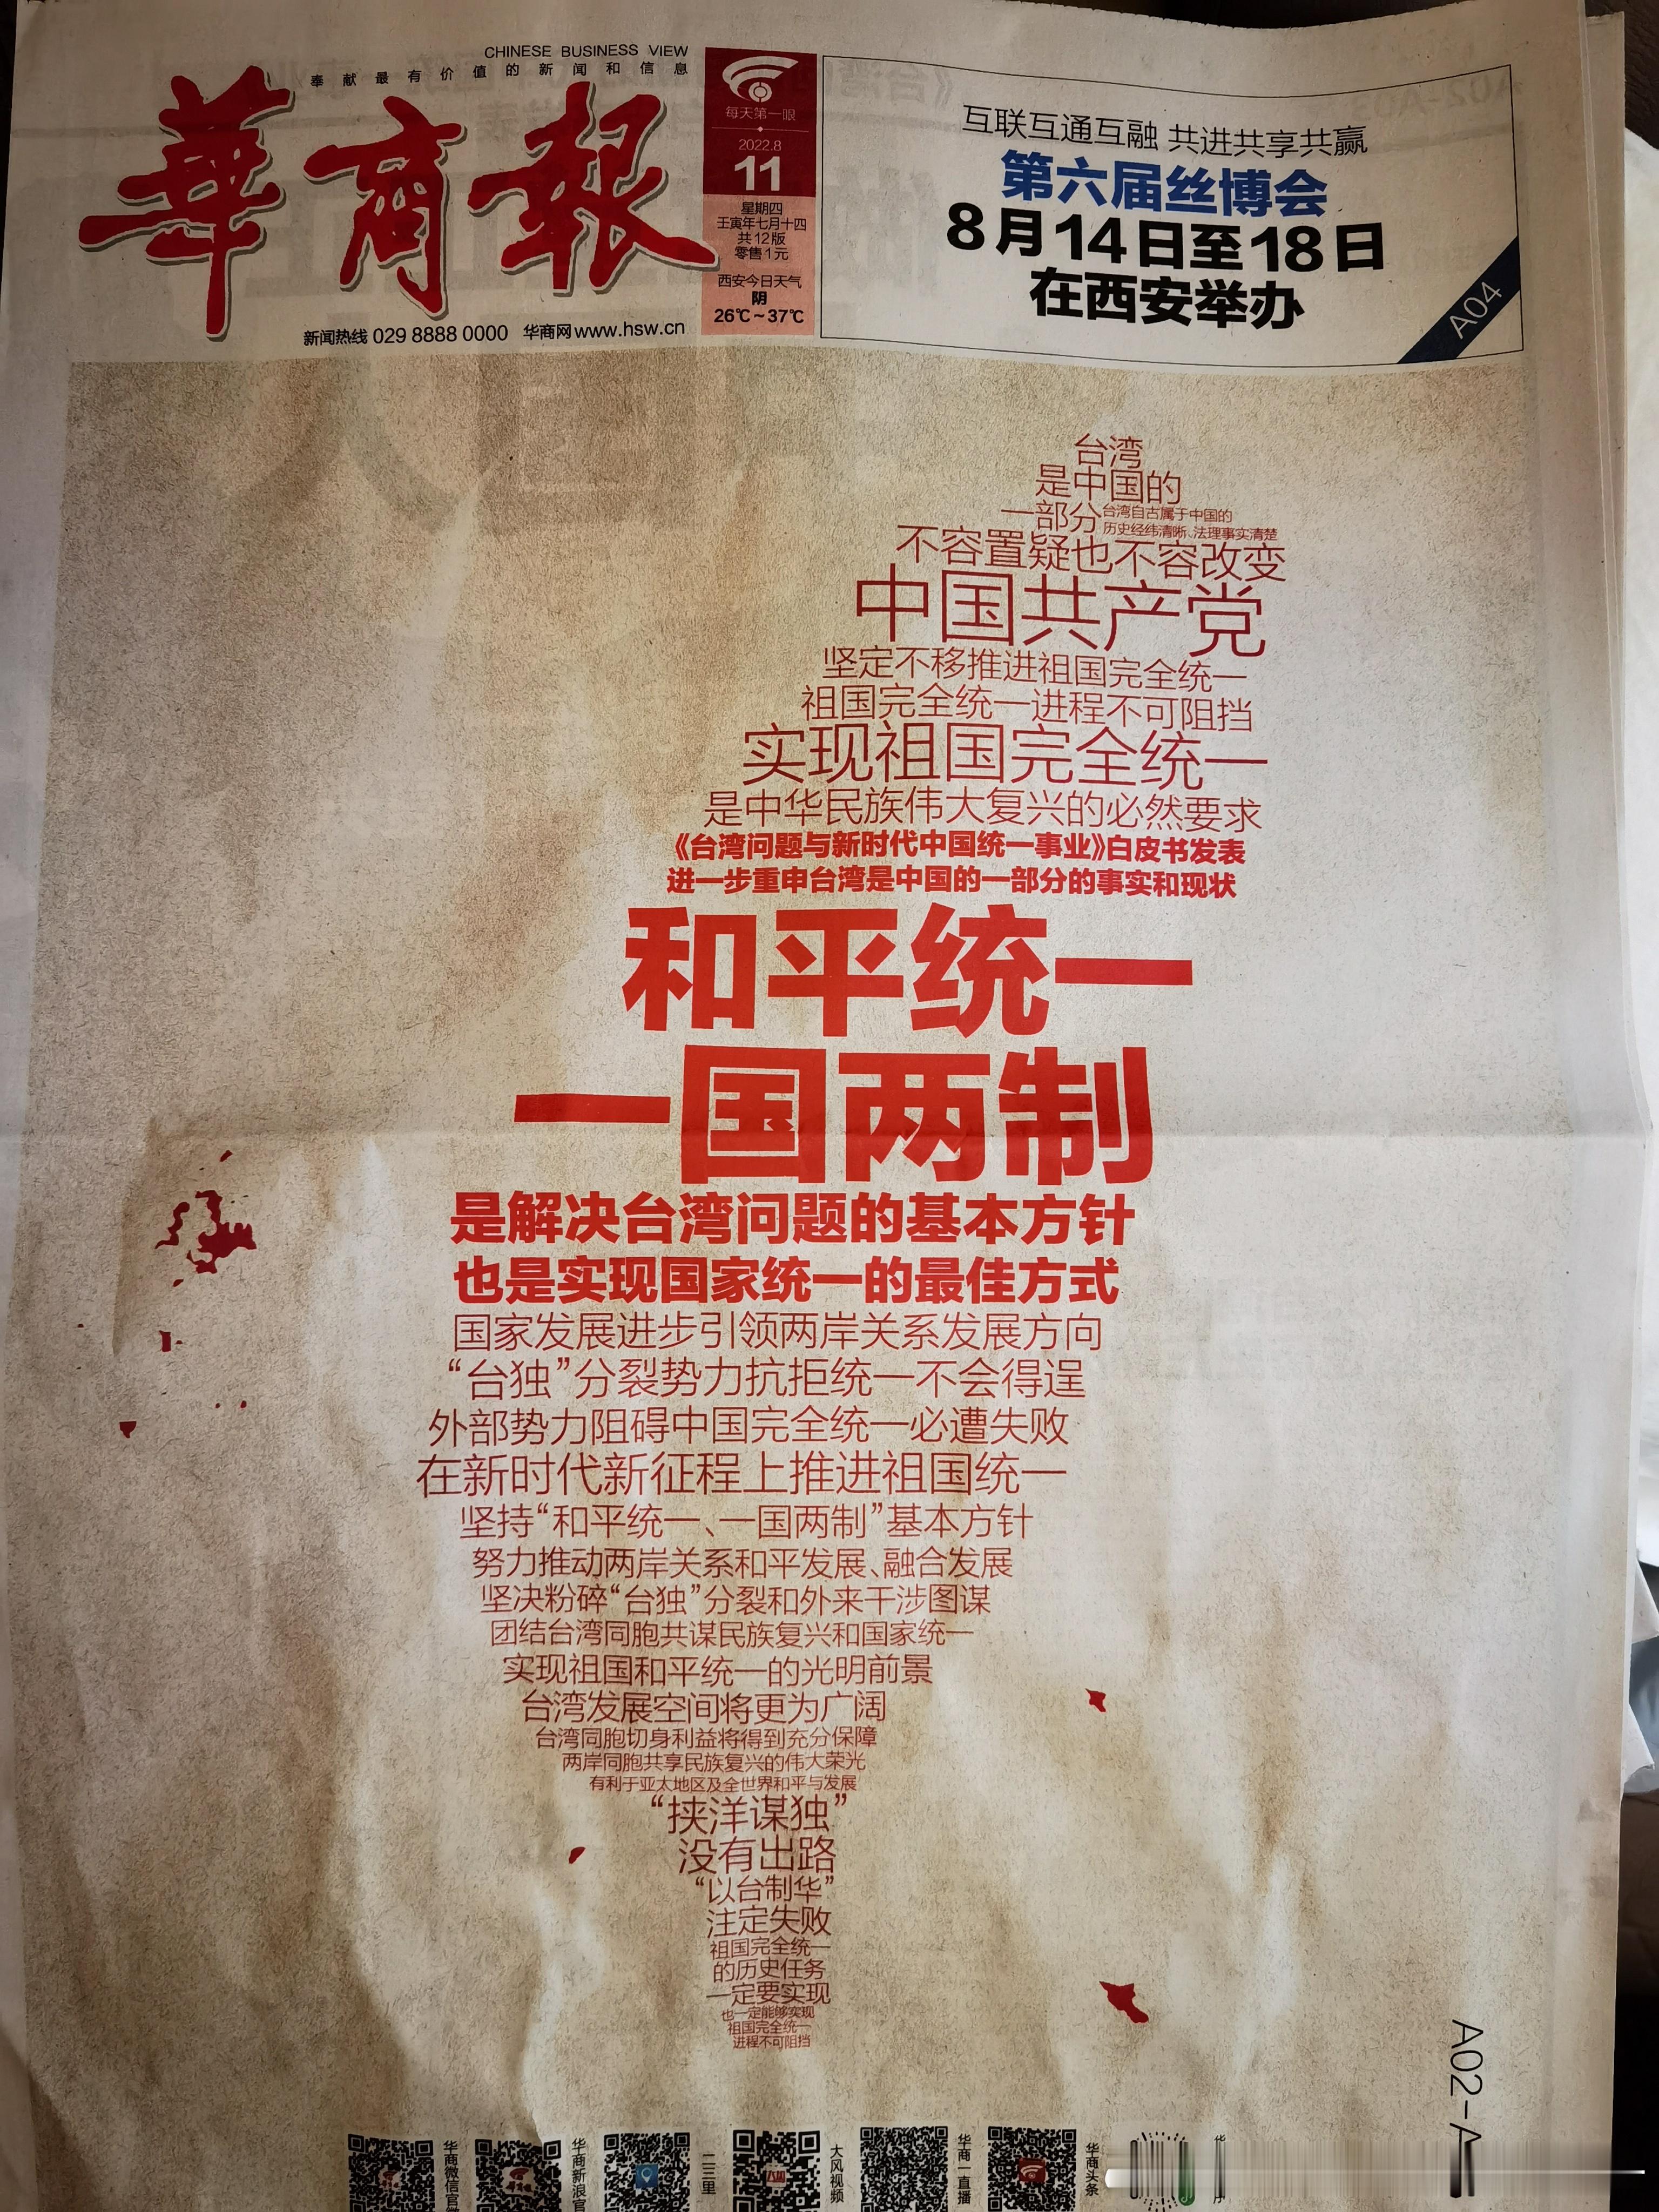 CHINESE BUSINESS VIEW
奉献最有价值的新闻和信息
華商報
新闻热线 029 8888 0000 华商网 www.hsw.cn
每天第一眼
2022.8
11
星期四
壬寅年七月十四
共12版
零售1元
西安今日天气
阴
26℃~37℃
互联互通互融 共进共享共赢
第六届丝博会
8月14日至18日
在西安举办
A04
台湾
是中国的
一部分
台湾自古属于中国的
历史经纬清晰、法理事实清楚
不容置疑也不容改变
中国共产党
坚定不移推进祖国完全统一
祖国完全统一进程不可阻挡
实现祖国完全统一
是中华民族伟大复兴的必然要求
《台湾问题与新时代中国统一事业》白皮书发表
进一步重申台湾是中国的一部分的事实和现状
和平统一
一国两制
是解决台湾问题的基本方针
也是实现国家统一的最佳方式
国家发展进步引领两岸关系发展方向
“台独”分裂势力抗拒统一不会得逞
外部势力阻碍中国完全统一必遭失败
在新时代新征程上推进祖国统一
坚持“和平统一、一国两制”基本方针
努力推动两岸关系和平发展、融合发展
坚决粉碎“台独”分裂和外来干涉图谋
团结台湾同胞共谋民族复兴和国家统一
实现祖国和平统一的光明前景
台湾发展空间将更为广阔
台湾同胞切身利益将得到充分保障
两岸同胞共享民族复兴的伟大荣光
有利于亚太地区及全世界和平与发展
“挟洋谋独”
没有出路
“以台制华”
注定失败
祖国完全统一
的历史任务
一定要实现
也一定能够实现
祖国完全统一
进程不可阻挡
A02-A
华商微信官微
华商新浪官
二三里
大风视频
华商一直播
华商头条